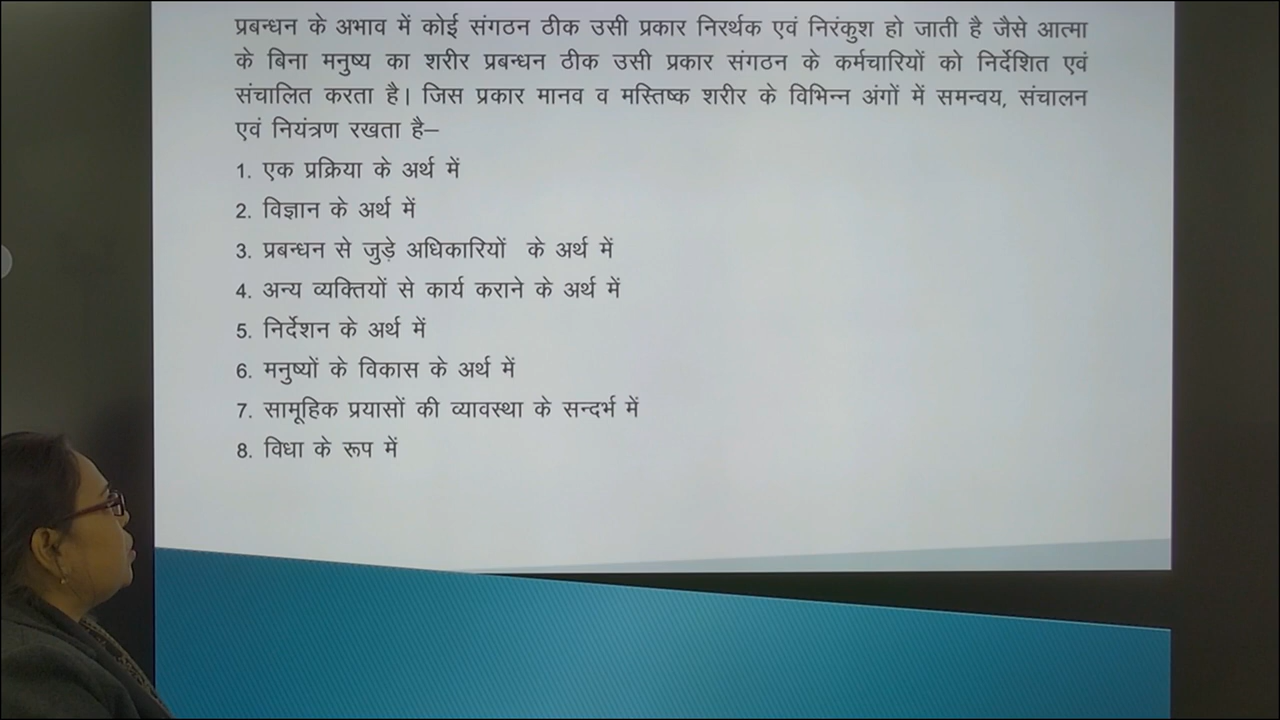 प्रबन्धन के अभाव में कोई संगठन ठीक उसी प्रकार निरर्थक एवं निरंकुश हो जाती है जैसे आत्मा
के बिना मनुष्य का शरीर प्रबन्धन ठीक उसी प्रकार संगठन के कर्मचारियों को निर्देशित एवं
संचालित करता है। जिस प्रकार मानव व मस्तिष्क शरीर के विभिन्न अंगों में समन्वय, संचालन
एवं नियंत्रण रखता है–
1. एक प्रक्रिया के अर्थ में
2. विज्ञान के अर्थ में
3. प्रबन्धन से जुड़े अधिकारियों के अर्थ में
4. अन्य व्यक्तियों से कार्य कराने के अर्थ में
5. निर्देशन के अर्थ में
6. मनुष्यों के विकास के अर्थ में
7. सामूहिक प्रयासों की व्यावस्था के सन्दर्भ में
8. विधा के रूप में